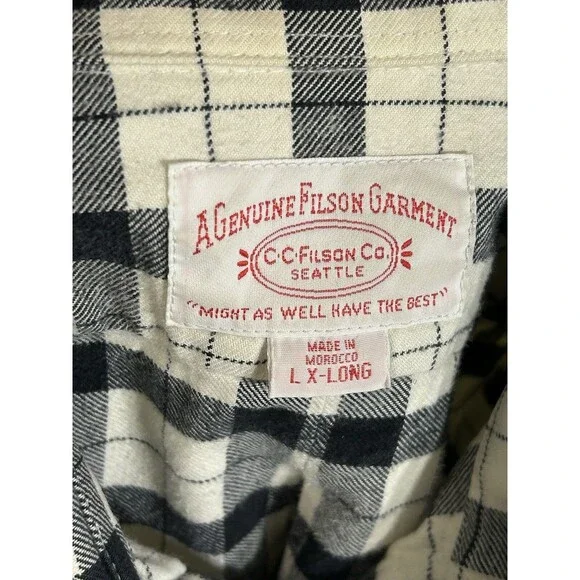 A GENUINE FILSON GARMENT
C·C·FILSON CO.
SEATTLE
"MIGHT AS WELL HAVE THE BEST"
MADE IN
MOROCCO
L X-LONG